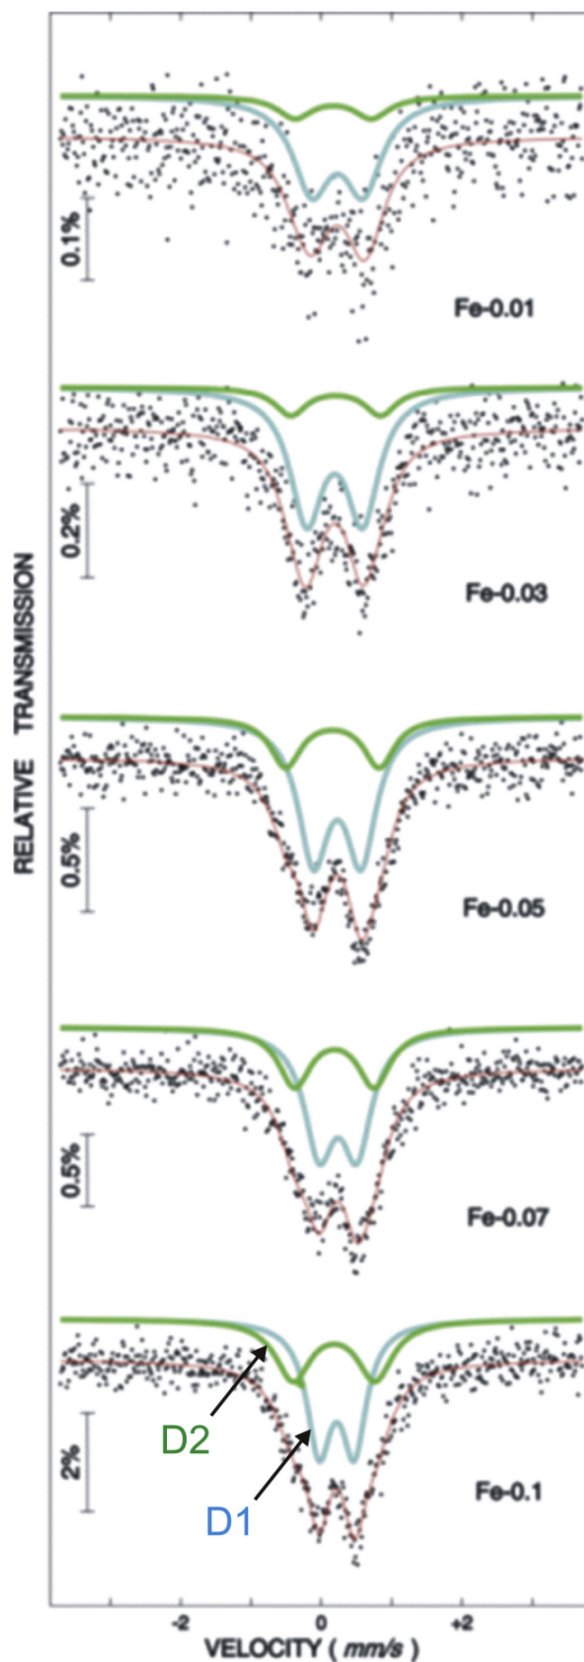 0.1%
Fe-0.01
0.2%
Fe-0.03
RELATIVE TRANSMISSION
0.5%
Fe-0.05
0.5%
Fe-0.07
D2
2%
Fe-0.1
D1
-2 0 +2
VELOCITY ( mm/s )